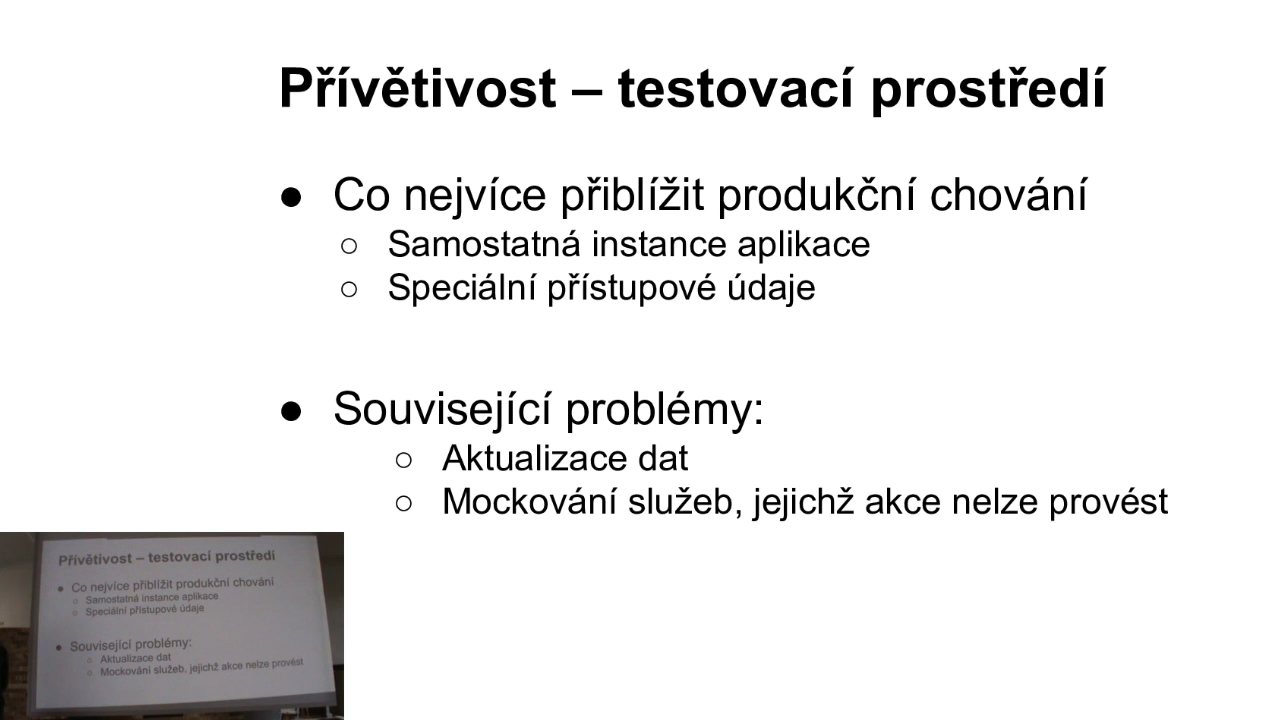 Přívětivost – testovací prostředí
● Co nejvíce přiblížit produkční chování
○ Samostatná instance aplikace
○ Speciální přístupové údaje
● Související problémy:
○ Aktualizace dat
○ Mockování služeb, jejichž akce nelze provést
Přívětivost – testovací prostředí
● Co nejvíce přiblížit produkční chování
○ Samostatná instance aplikace
○ Speciální přístupové údaje
● Související problémy:
○ Aktualizace dat
○ Mockování služeb, jejichž akce nelze provést